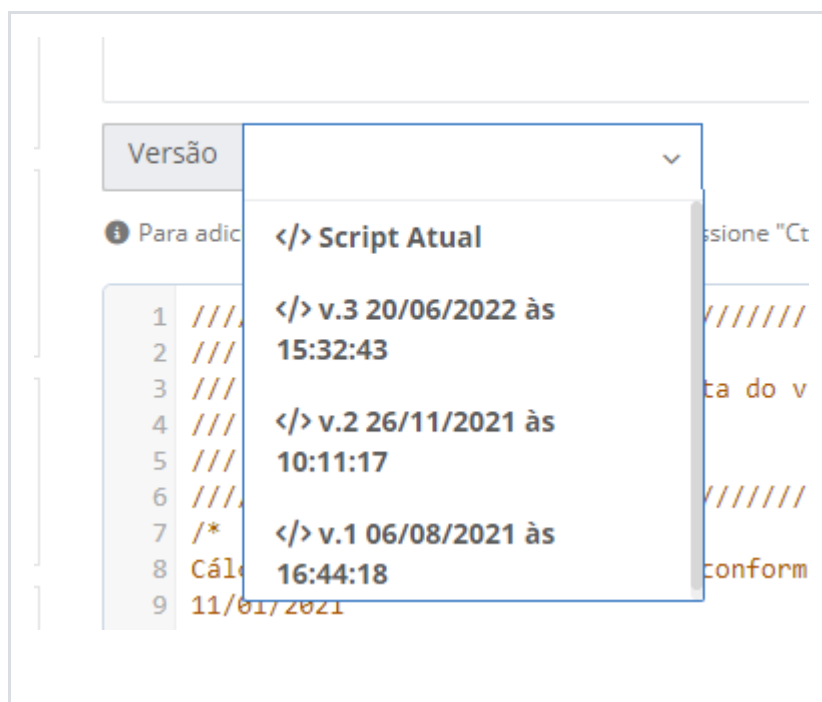 Versão
Para adic ssione "Ct
</> Script Atual
</> v.3 20/06/2022 às
15:32:43
</> v.2 26/11/2021 às
10:11:17
</> v.1 06/08/2021 às
16:44:18
1 //// ///////
2 ///
3 /// ta do v
4 ///
5 ///
6 //// ///////
7 /*
8 Cálc conform
9 11/01/2021